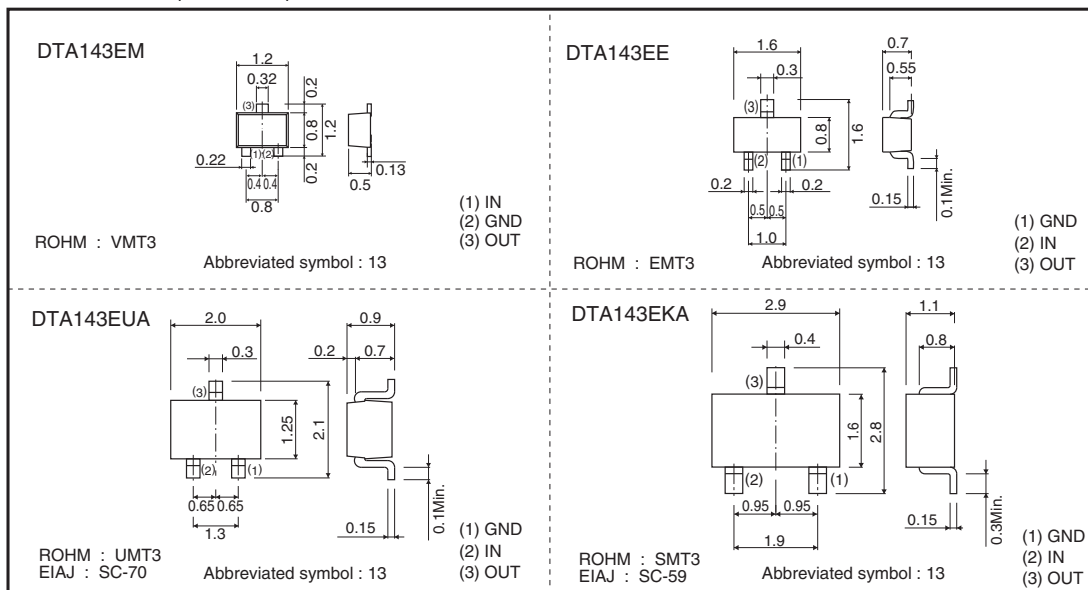 DTA143EM
1.2
0.32
0.2
(3)
0.8
1.2
(1) (2)
0.22
0.2
0.4 0.4
0.8
0.13
0.5
(1) IN
(2) GND
(3) OUT
ROHM : VMT3
Abbreviated symbol : 13
DTA143EE
1.6
0.3
0.7
0.55
(3)
0.8
1.6
(2)
(1)
0.2
0.2
0.5 0.5
1.0
0.15
0.1Min.
(1) GND
(2) IN
(3) OUT
ROHM : EMT3
Abbreviated symbol : 13
DTA143EUA
2.0
0.3
0.9
0.2
0.7
(3)
1.25
2.1
(2)
(1)
0.65 0.65
1.3
0.15
0.1Min.
(1) GND
(2) IN
(3) OUT
ROHM : UMT3
EIAJ : SC-70
Abbreviated symbol : 13
DTA143EKA
2.9
0.4
1.1
0.8
(3)
1.6
2.8
(2)
(1)
0.95 0.95
1.9
0.15
0.3Min.
(1) GND
(2) IN
(3) OUT
ROHM : SMT3
EIAJ : SC-59
Abbreviated symbol : 13